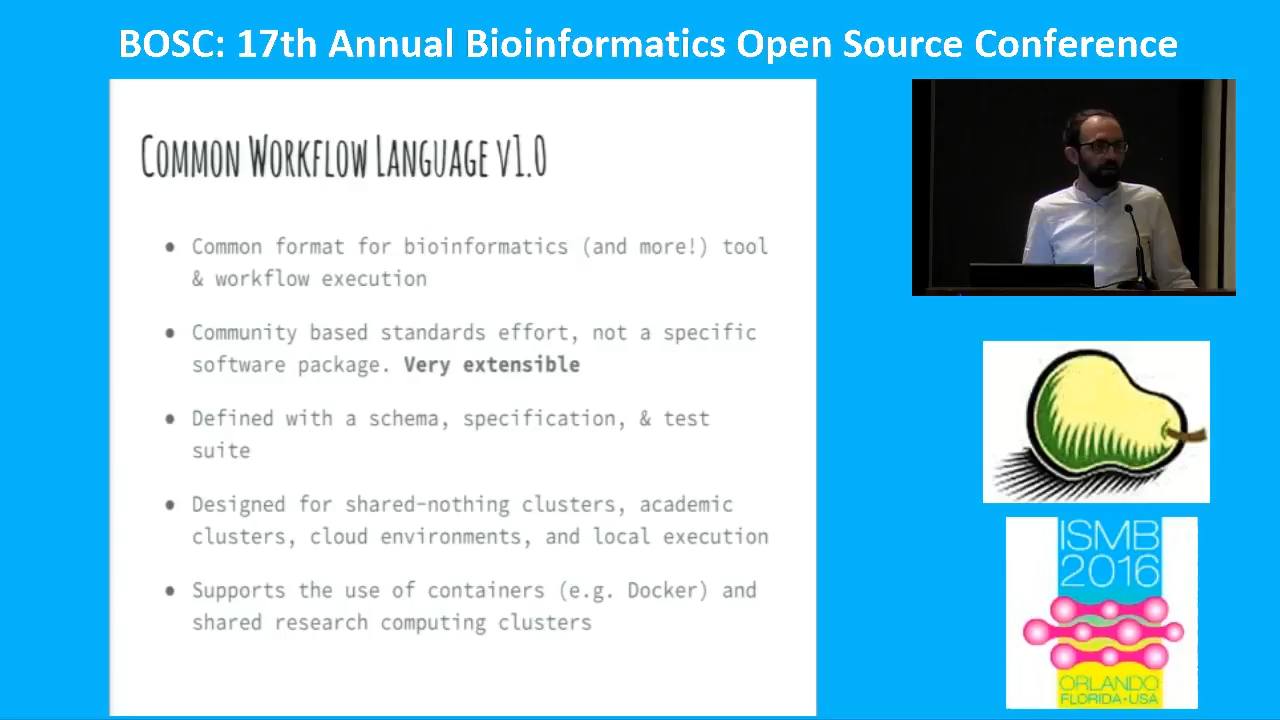 BOSC: 17th Annual Bioinformatics Open Source Conference
COMMON WORKFLOW LANGUAGE V1.0
● Common format for bioinformatics (and more!) tool
& workflow execution
● Community based standards effort, not a specific
software package. Very extensible
● Defined with a schema, specification, & test
suite
● Designed for shared-nothing clusters, academic
clusters, cloud environments, and local execution
● Supports the use of containers (e.g. Docker) and
shared research computing clusters
ISMB
2016
ORLANDO
FLORIDA•USA